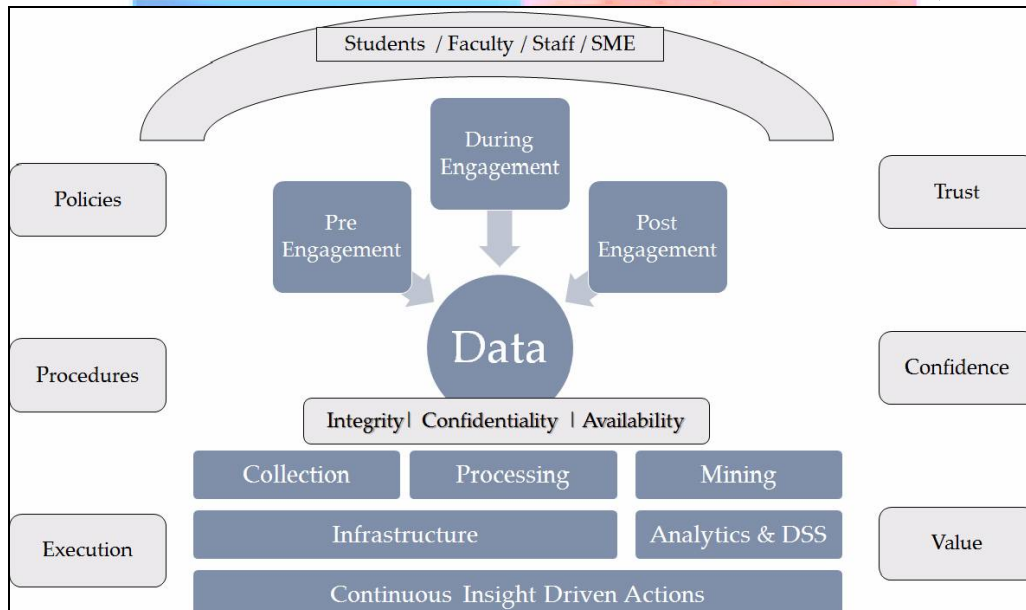 Students / Faculty / Staff / SME
During
Engagement
Pre
Engagement
Post
Engagement
Policies
Trust
Data
Procedures
Confidence
Integrity| Confidentiality | Availability
Collection
Processing
Mining
Execution
Infrastructure
Analytics & DSS
Value
Continuous Insight Driven Actions